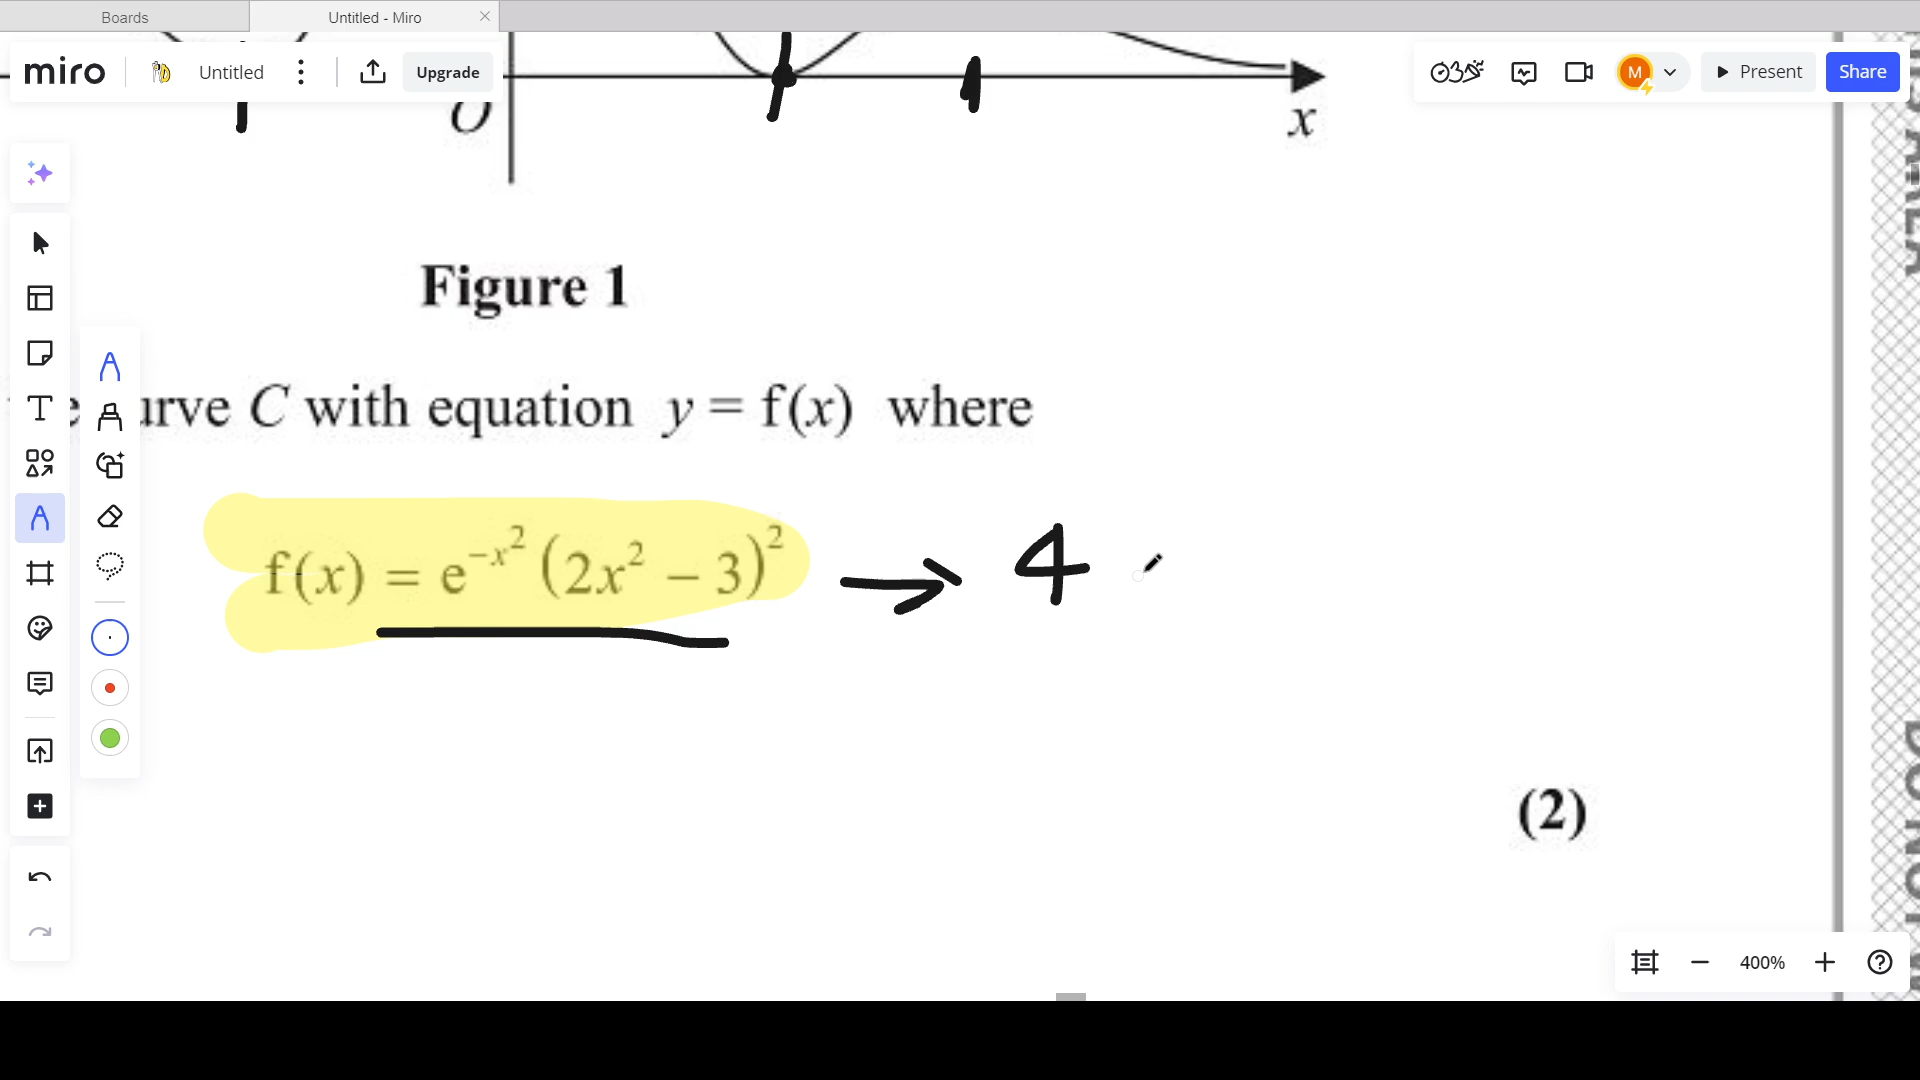 Boards
Untitled - Miro
miro
Untitled
Upgrade
M
Present
Share
O
x
Figure 1
urve C with equation y = f(x) where
f(x) = e^{-x^2} (2x^2 − 3)^2 → 4
(2)
400%